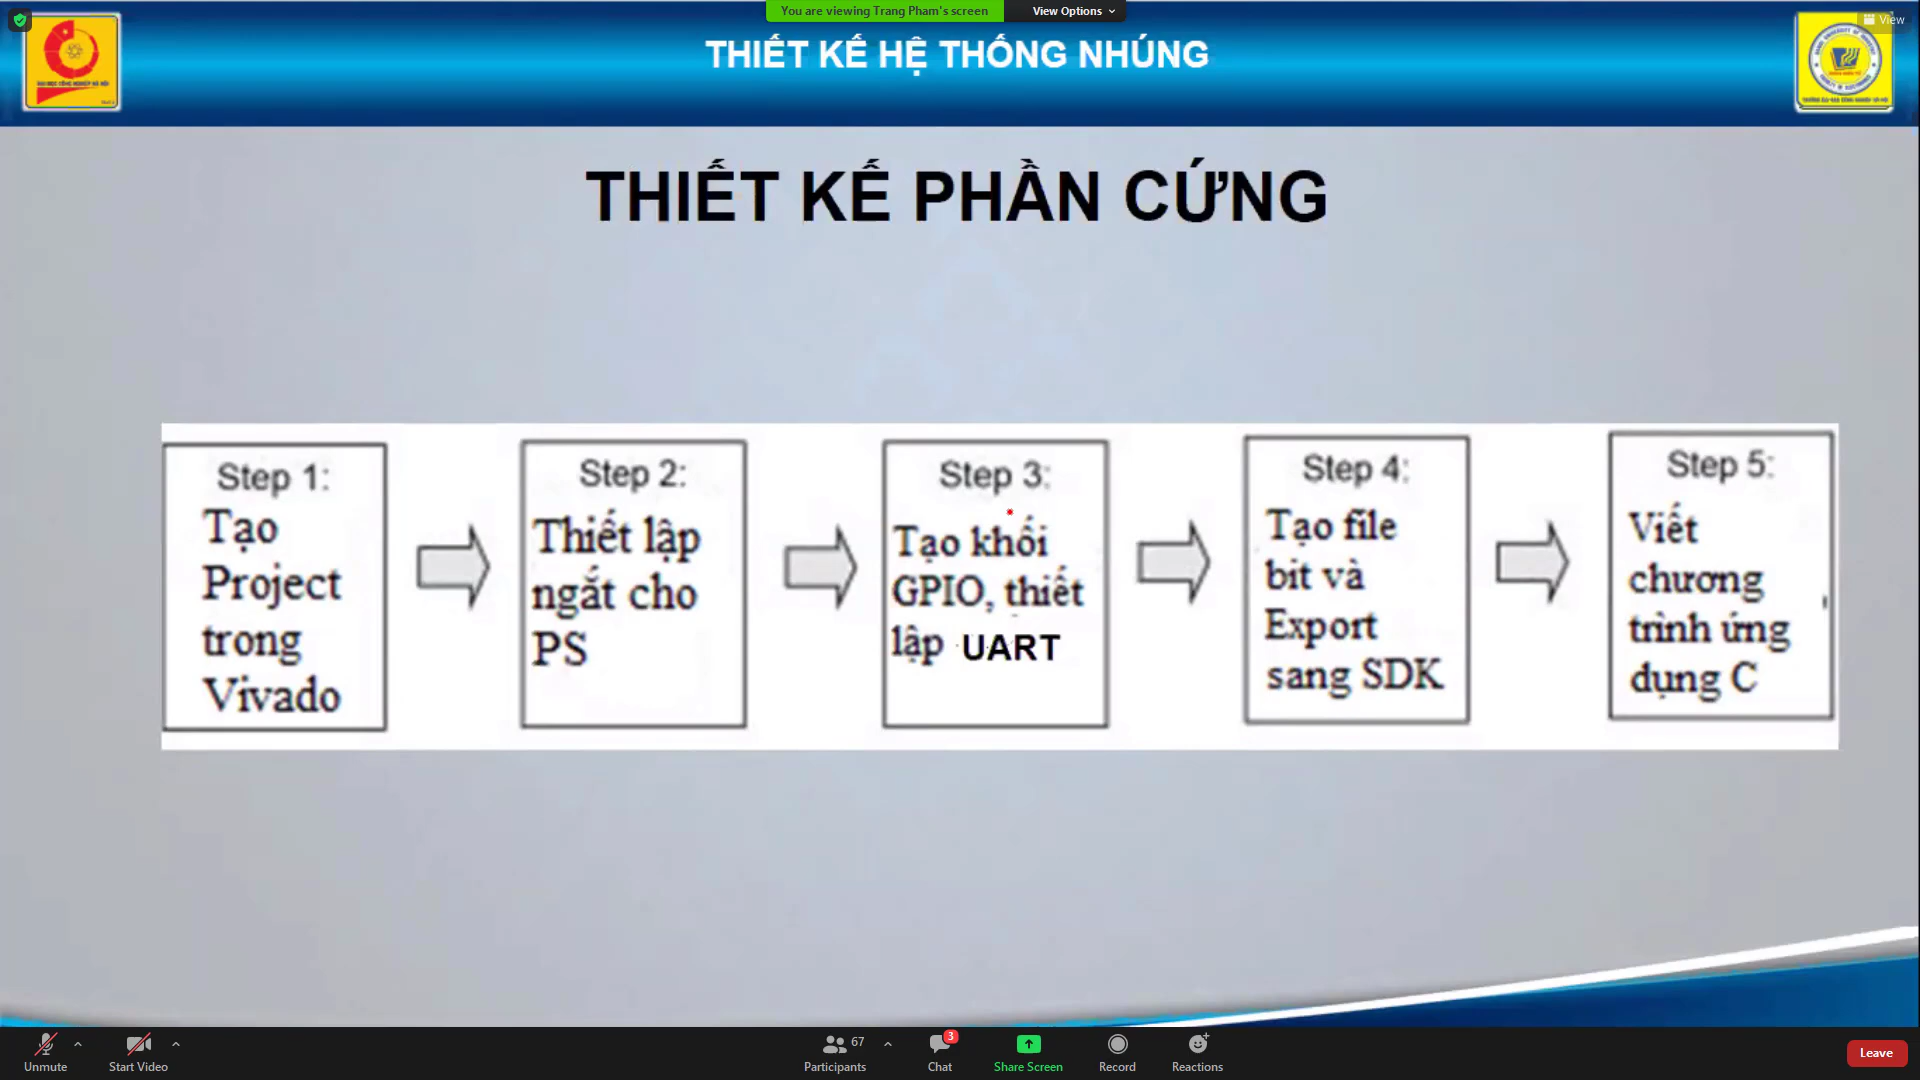 You are viewing Trang Pham's screen
View Options
View
THIẾT KẾ HỆ THỐNG NHÚNG
THIẾT KẾ PHẦN CỨNG
Step 1:
Tạo
Project
trong
Vivado
Step 2:
Thiết lập
ngắt cho
PS
Step 3:
Tạo khối
GPIO, thiết
lập UART
Step 4:
Tạo file
bit và
Export
sang SDK
Step 5:
Viết
chương
trình ứng
dụng C
Unmute
Start Video
67
Participants
3
Chat
Share Screen
Record
Reactions
Leave